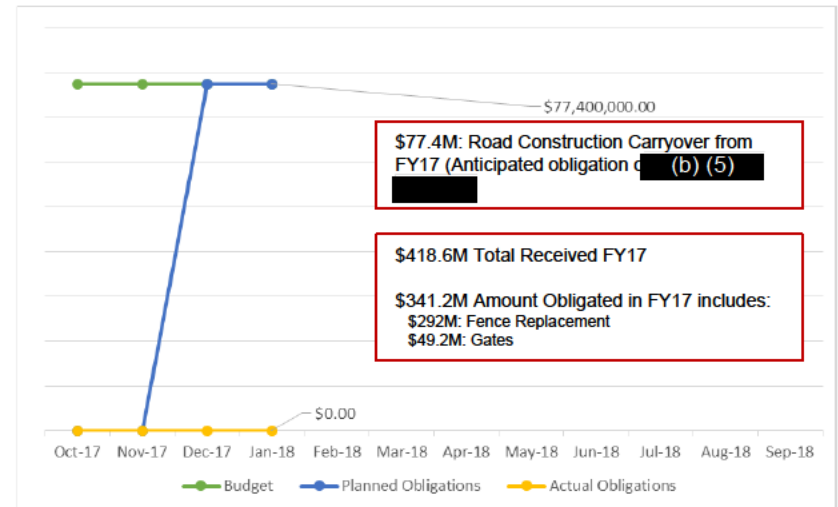 $77,400,000.00
$77.4M: Road Construction Carryover from
FY17 (Anticipated obligation (b) (5)
$418.6M Total Received FY17
$341.2M Amount Obligated in FY17 includes:
$292M: Fence Replacement
$49.2M: Gates
$0.00
Oct-17 Nov-17 Dec-17 Jan-18 Feb-18 Mar-18 Apr-18 May-18 Jun-18 Jul-18 Aug-18 Sep-18
Budget Planned Obligations Actual Obligations